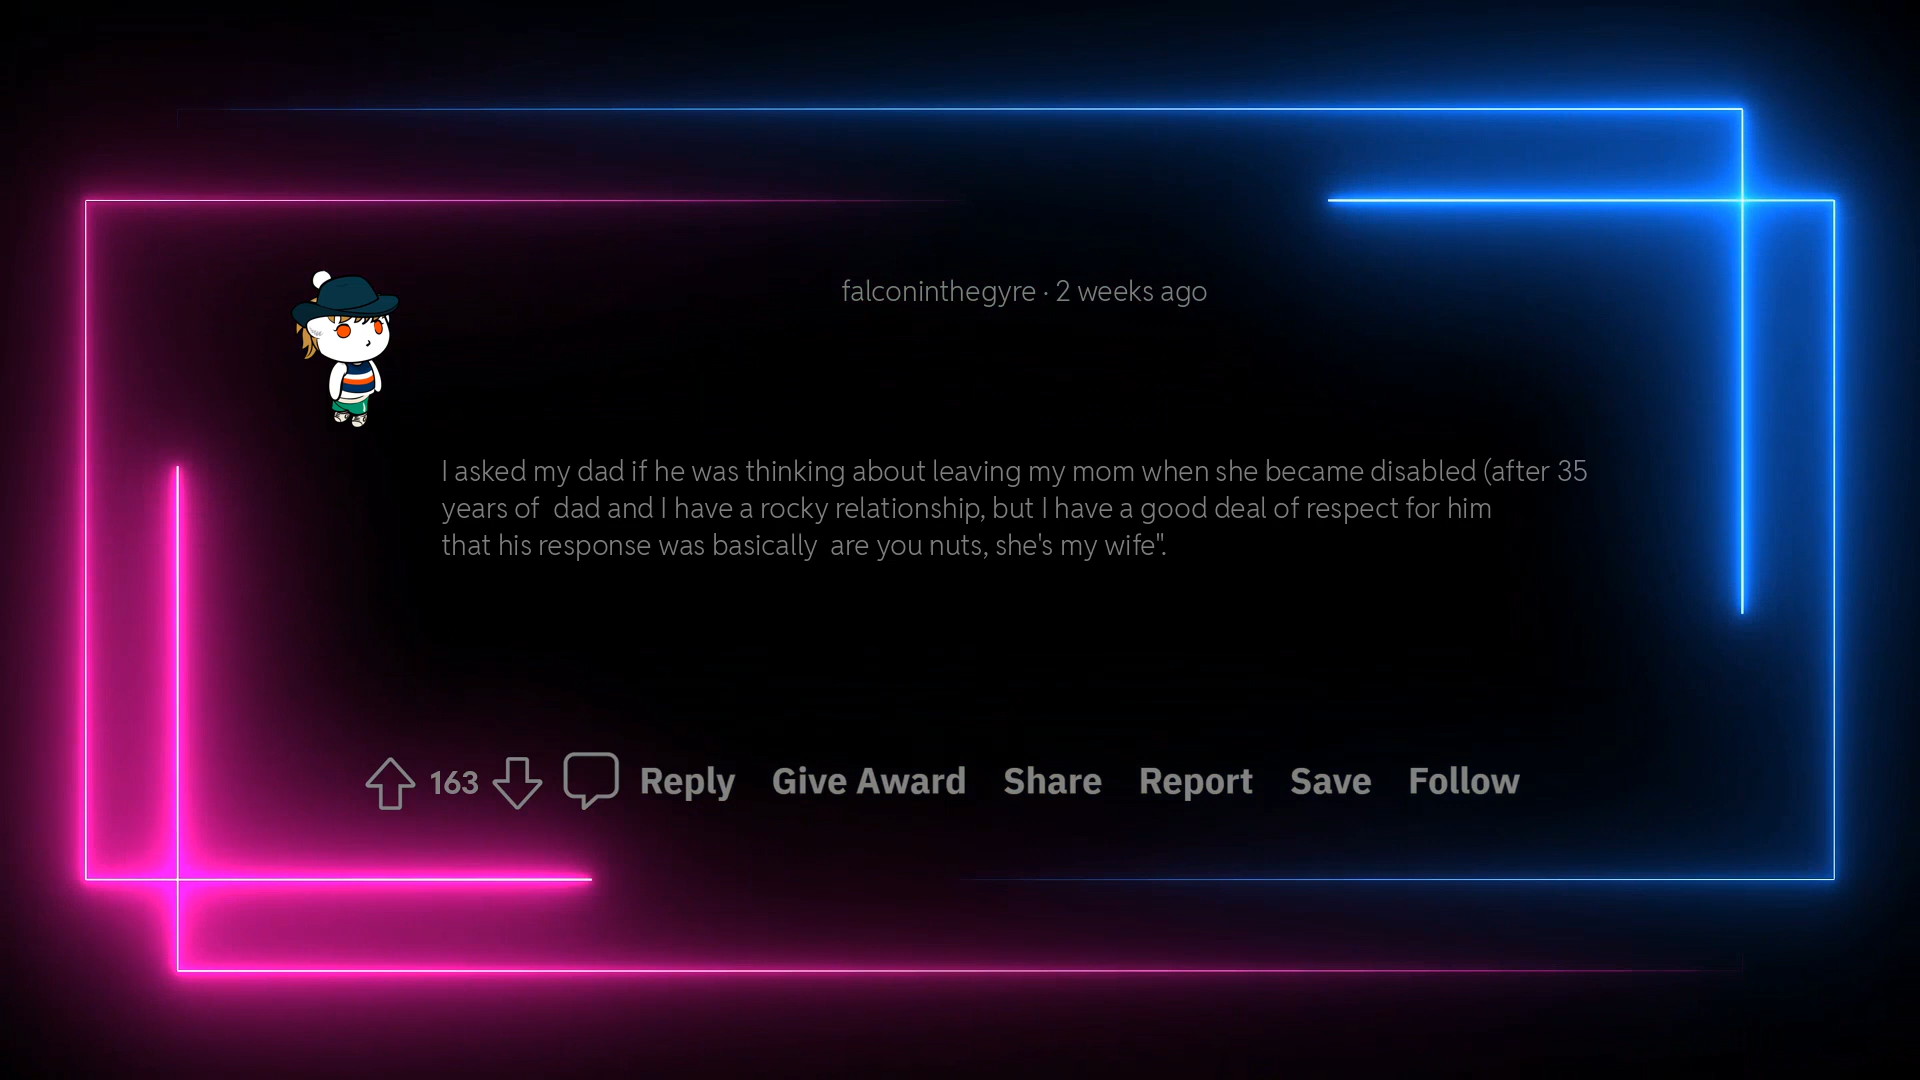 falconinthegyre · 2 weeks ago
I asked my dad if he was thinking about leaving my mom when she became disabled (after 35
years of  dad and I have a rocky relationship, but I have a good deal of respect for him
that his response was basically  are you nuts, she's my wife".
163 Reply Give Award Share Report Save Follow